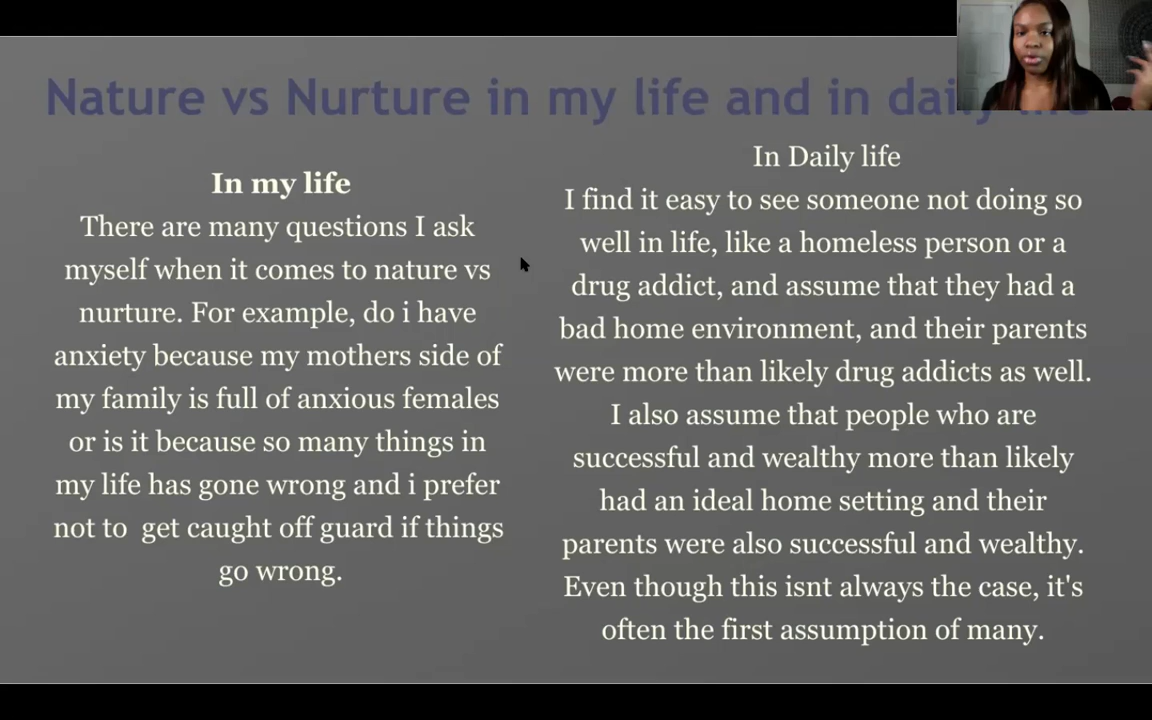 Nature vs Nurture in my life and in daily life
In my life
There are many questions I ask
myself when it comes to nature vs
nurture. For example, do i have
anxiety because my mothers side of
my family is full of anxious females
or is it because so many things in
my life has gone wrong and i prefer
not to  get caught off guard if things
go wrong.
In Daily life
I find it easy to see someone not doing so
well in life, like a homeless person or a
drug addict, and assume that they had a
bad home environment, and their parents
were more than likely drug addicts as well.
I also assume that people who are
successful and wealthy more than likely
had an ideal home setting and their
parents were also successful and wealthy.
Even though this isnt always the case, it's
often the first assumption of many.